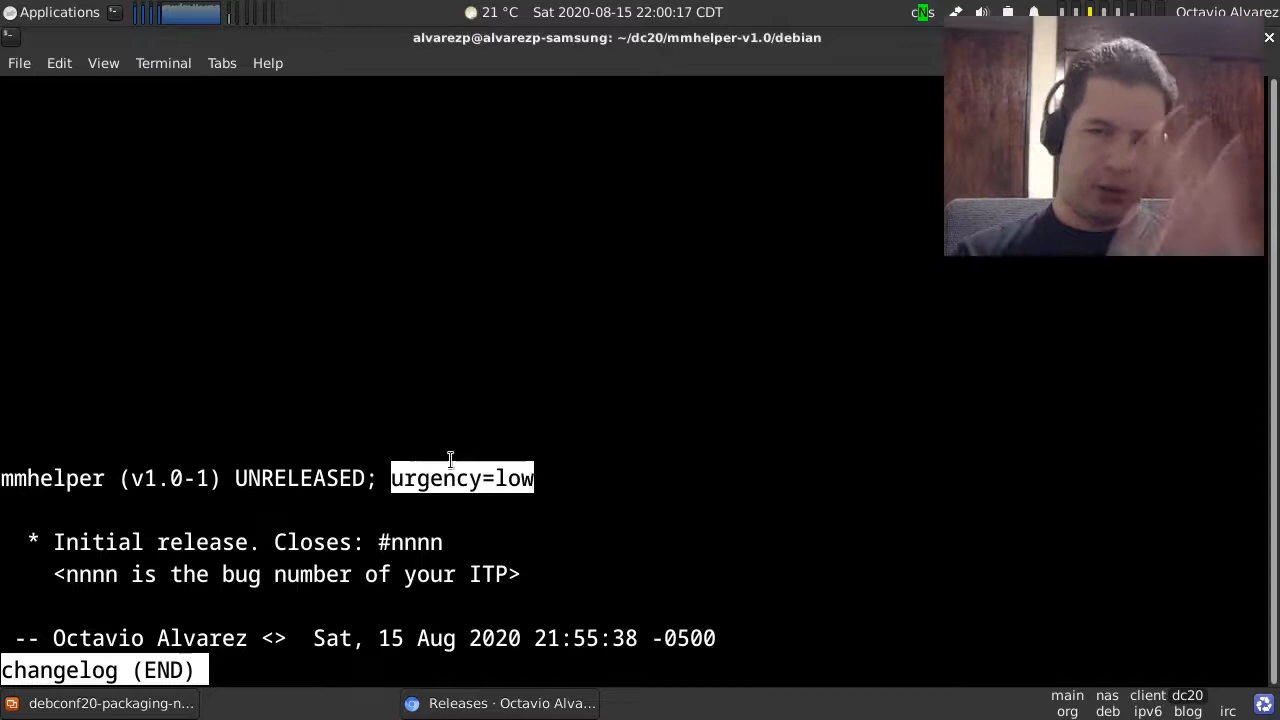 Applications 21 °C Sat 2020-08-15 22:00:17 CDT Octavio Alvarez
alvarezp@alvarezp-samsung: ~/dc20/mmhelper-v1.0/debian
File Edit View Terminal Tabs Help
mmhelper (v1.0-1) UNRELEASED; urgency=low
* Initial release. Closes: #nnnn
<nnnn is the bug number of your ITP>
-- Octavio Alvarez <> Sat, 15 Aug 2020 21:55:38 -0500
changelog (END)
debconf20-packaging-n... Releases · Octavio Alva... main nas client dc20
org deb ipv6 blog irc